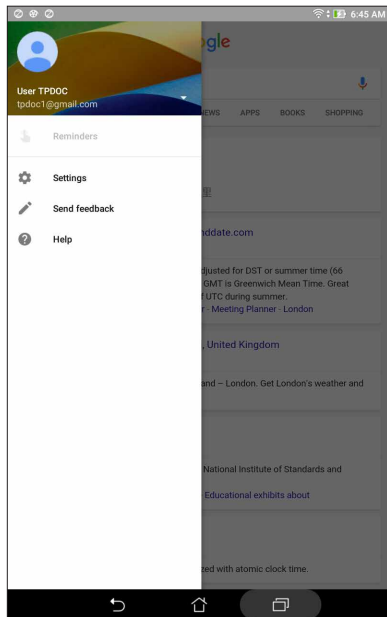 6:45 AM
ogle
User TPDOC
tpdoc1@gmail.com
EWS APPS BOOKS SHOPPING
Reminders
Settings
里
Send feedback
Help
nddate.com
djusted for DST or summer time (66
GMT is Greenwich Mean Time. Great
f UTC during summer.
r - Meeting Planner - London
, United Kingdom
and – London. Get London's weather and
National Institute of Standards and
Educational exhibits about
zed with atomic clock time.